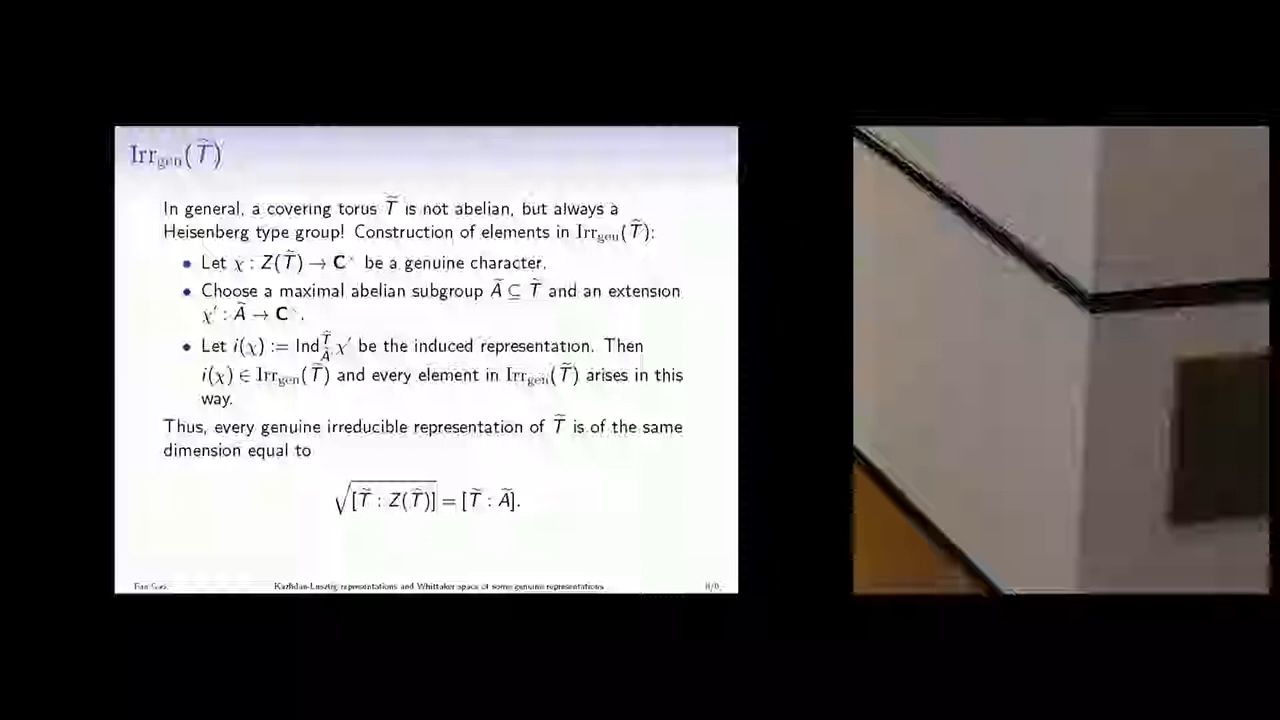 Irr_gen(T̃)
In general, a covering torus T̃ is not abelian, but always a
Heisenberg type group! Construction of elements in Irr_gen(T̃):
• Let χ : Z(T̃) → C^× be a genuine character.
• Choose a maximal abelian subgroup Ã ⊆ T̃ and an extension
χ′ : Ã → C^×.
• Let i(χ) := Ind_Ã^T̃ χ′ be the induced representation. Then
i(χ) ∈ Irr_gen(T̃) and every element in Irr_gen(T̃) arises in this
way.
Thus, every genuine irreducible representation of T̃ is of the same
dimension equal to
√[T̃ : Z(T̃)] = [T̃ : Ã].
Kazhdan-Lusztig representations and Whittaker space of some genuine representations